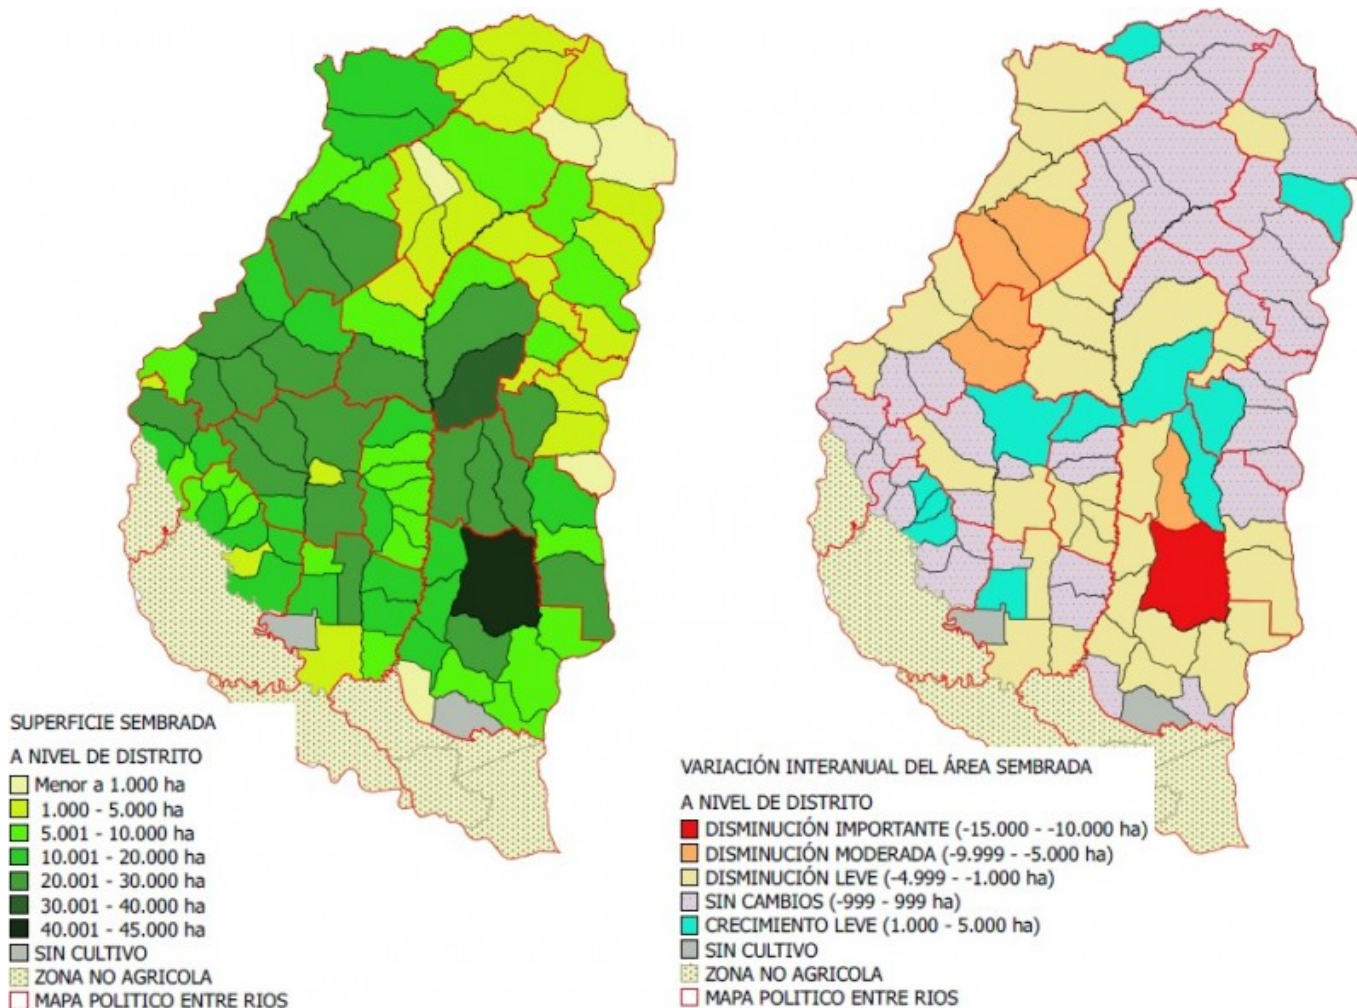 SUPERFICIE SEMBRADA
A NIVEL DE DISTRITO
Menor a 1.000 ha
1.000 - 5.000 ha
5.001 - 10.000 ha
10.001 - 20.000 ha
20.001 - 30.000 ha
30.001 - 40.000 ha
40.001 - 45.000 ha
SIN CULTIVO
ZONA NO AGRICOLA
MAPA POLITICO ENTRE RIOS
VARIACIÓN INTERANUAL DEL ÁREA SEMBRADA
A NIVEL DE DISTRITO
DISMINUCIÓN IMPORTANTE (-15.000 - -10.000 ha)
DISMINUCIÓN MODERADA (-9.999 - -5.000 ha)
DISMINUCIÓN LEVE (-4.999 - -1.000 ha)
SIN CAMBIOS (-999 - 999 ha)
CRECIMIENTO LEVE (1.000 - 5.000 ha)
SIN CULTIVO
ZONA NO AGRICOLA
MAPA POLITICO ENTRE RIOS